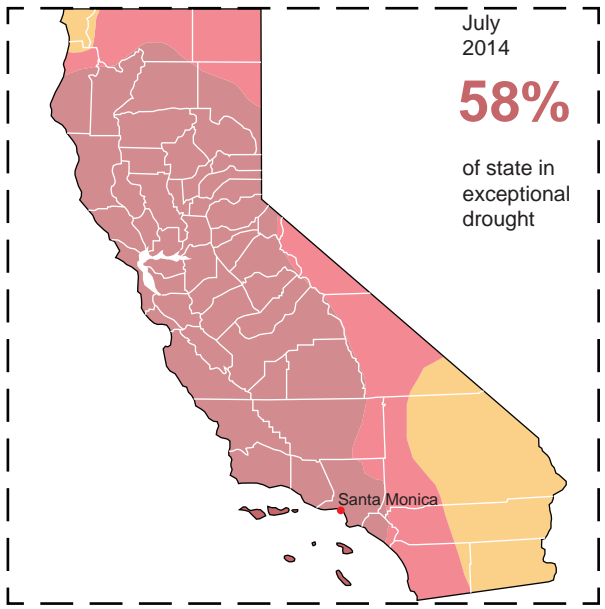 July
2014
58%
of state in
exceptional
drought
Santa Monica